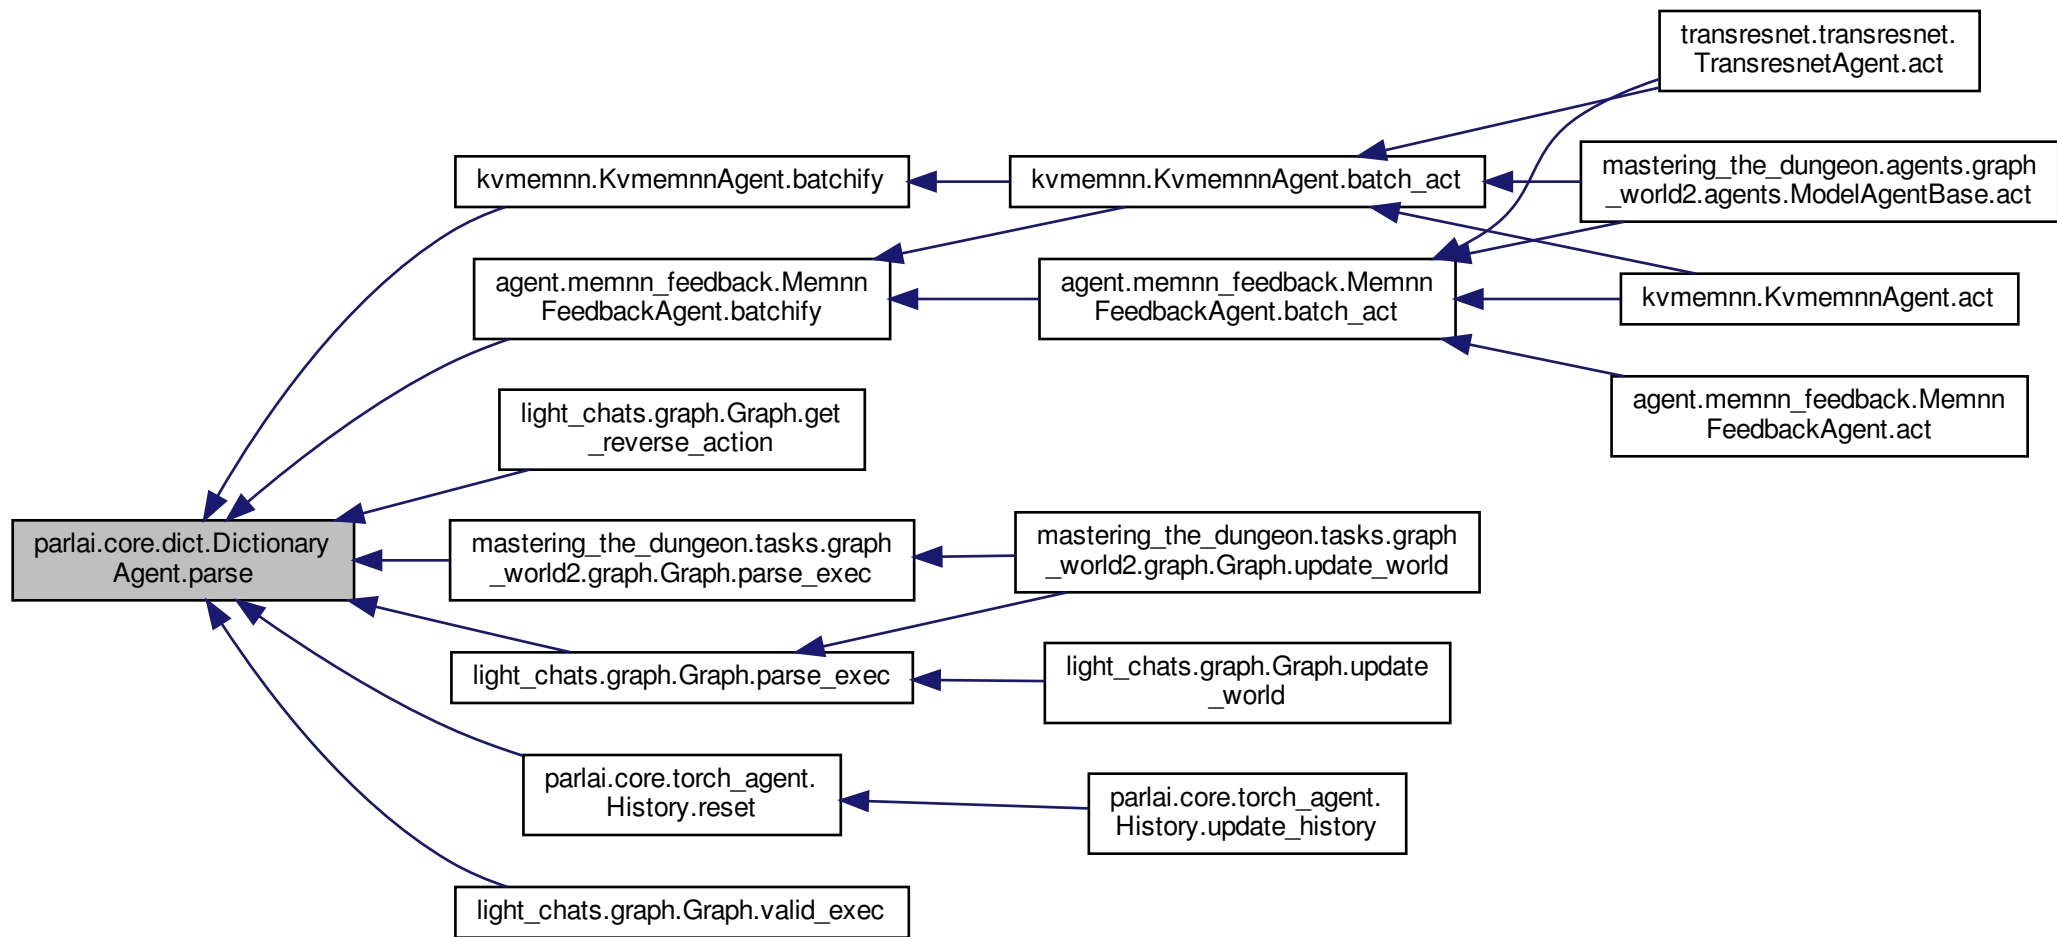 transresnet.transresnet.
TransresnetAgent.act
kvmemnn.KvmemnnAgent.batchify
kvmemnn.KvmemnnAgent.batch_act
mastering_the_dungeon.agents.graph
_world2.agents.ModelAgentBase.act
agent.memnn_feedback.Memnn
FeedbackAgent.batchify
agent.memnn_feedback.Memnn
FeedbackAgent.batch_act
kvmemnn.KvmemnnAgent.act
agent.memnn_feedback.Memnn
FeedbackAgent.act
light_chats.graph.Graph.get
_reverse_action
parlai.core.dict.Dictionary
Agent.parse
mastering_the_dungeon.tasks.graph
_world2.graph.Graph.parse_exec
mastering_the_dungeon.tasks.graph
_world2.graph.Graph.update_world
light_chats.graph.Graph.parse_exec
light_chats.graph.Graph.update
_world
parlai.core.torch_agent.
History.reset
parlai.core.torch_agent.
History.update_history
light_chats.graph.Graph.valid_exec